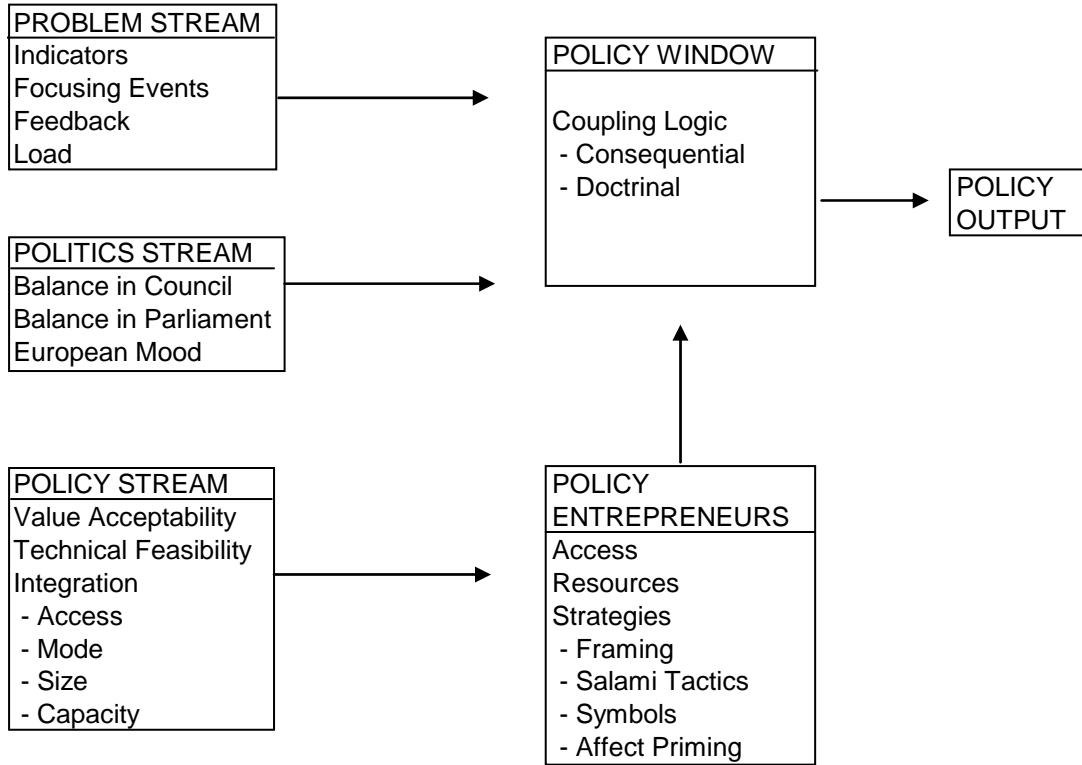 PROBLEM STREAM
Indicators
Focusing Events
Feedback
Load
POLITICS STREAM
Balance in Council
Balance in Parliament
European Mood
POLICY STREAM
Value Acceptability
Technical Feasibility
Integration
- Access
- Mode
- Size
- Capacity
POLICY WINDOW
Coupling Logic
- Consequential
- Doctrinal
POLICY
ENTREPRENEURS
Access
Resources
Strategies
- Framing
- Salami Tactics
- Symbols
- Affect Priming
POLICY
OUTPUT